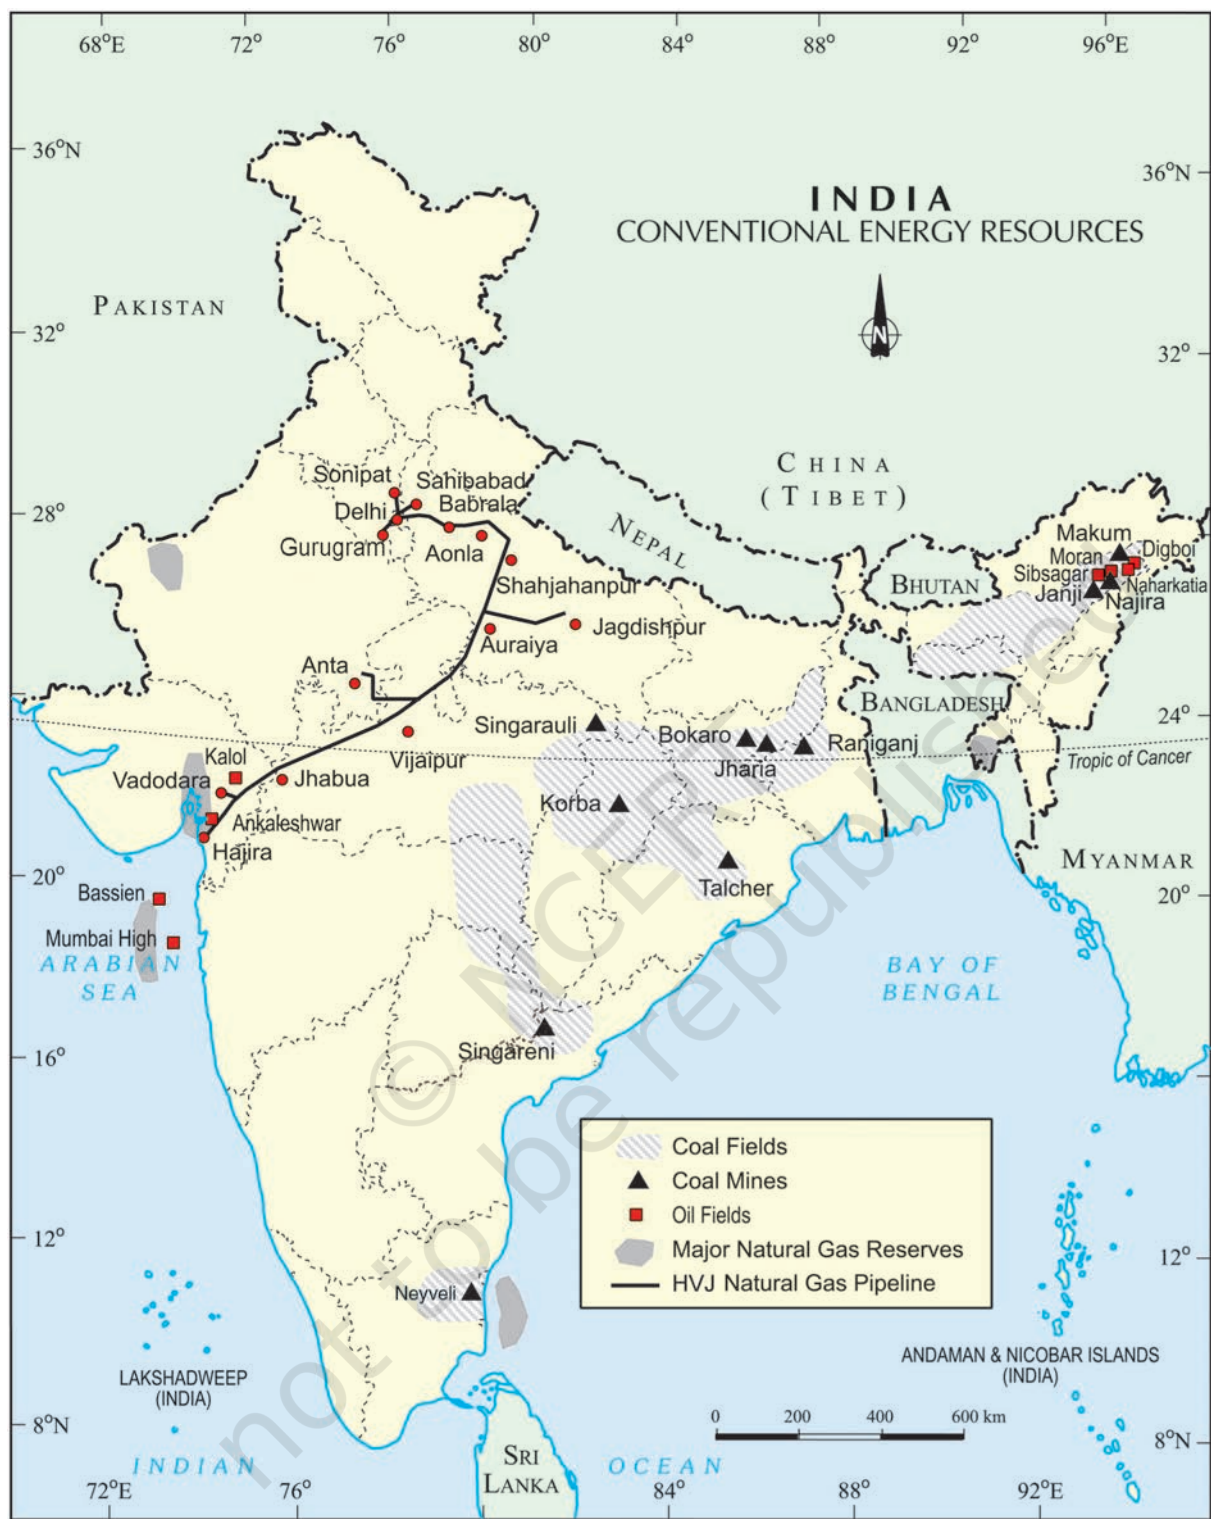 68°E 72° 76° 80° 84° 88° 92° 96°E
36°N
36°N
INDIA
CONVENTIONAL ENERGY RESOURCES
N
PAKISTAN
32°
32°
CHINA
(TIBET)
Sonipat
Sahibabad
Delhi
Babrala
28°
Gurugram
Aonla
NEPAL
Shahjahanpur
Makum
Moran
Digboi
Sibsagar
Naharkatia
BHUTAN
Janji
Najira
Auraiya
Jagdishpur
Anta
BANGLADESH
24°
Singarauli
Bokaro
Raniganj
Jharia
Vijaipur
Tropic of Cancer
Kalol
Vadodara
Jhabua
Korba
Ankaleshwar
Hajira
MYANMAR
20°
20°
Bassien
Talcher
Mumbai High
ARABIAN
SEA
BAY OF
BENGAL
16°
Singareni
© NCERT
not to be republished
Coal Fields
Coal Mines
Oil Fields
Major Natural Gas Reserves
HVJ Natural Gas Pipeline
12°
12°
Neyveli
LAKSHADWEEP
(INDIA)
ANDAMAN & NICOBAR ISLANDS
(INDIA)
0 200 400 600 km
8°N
8°N
SRI
LANKA
INDIAN OCEAN
72°E 76° 84° 88° 92°E